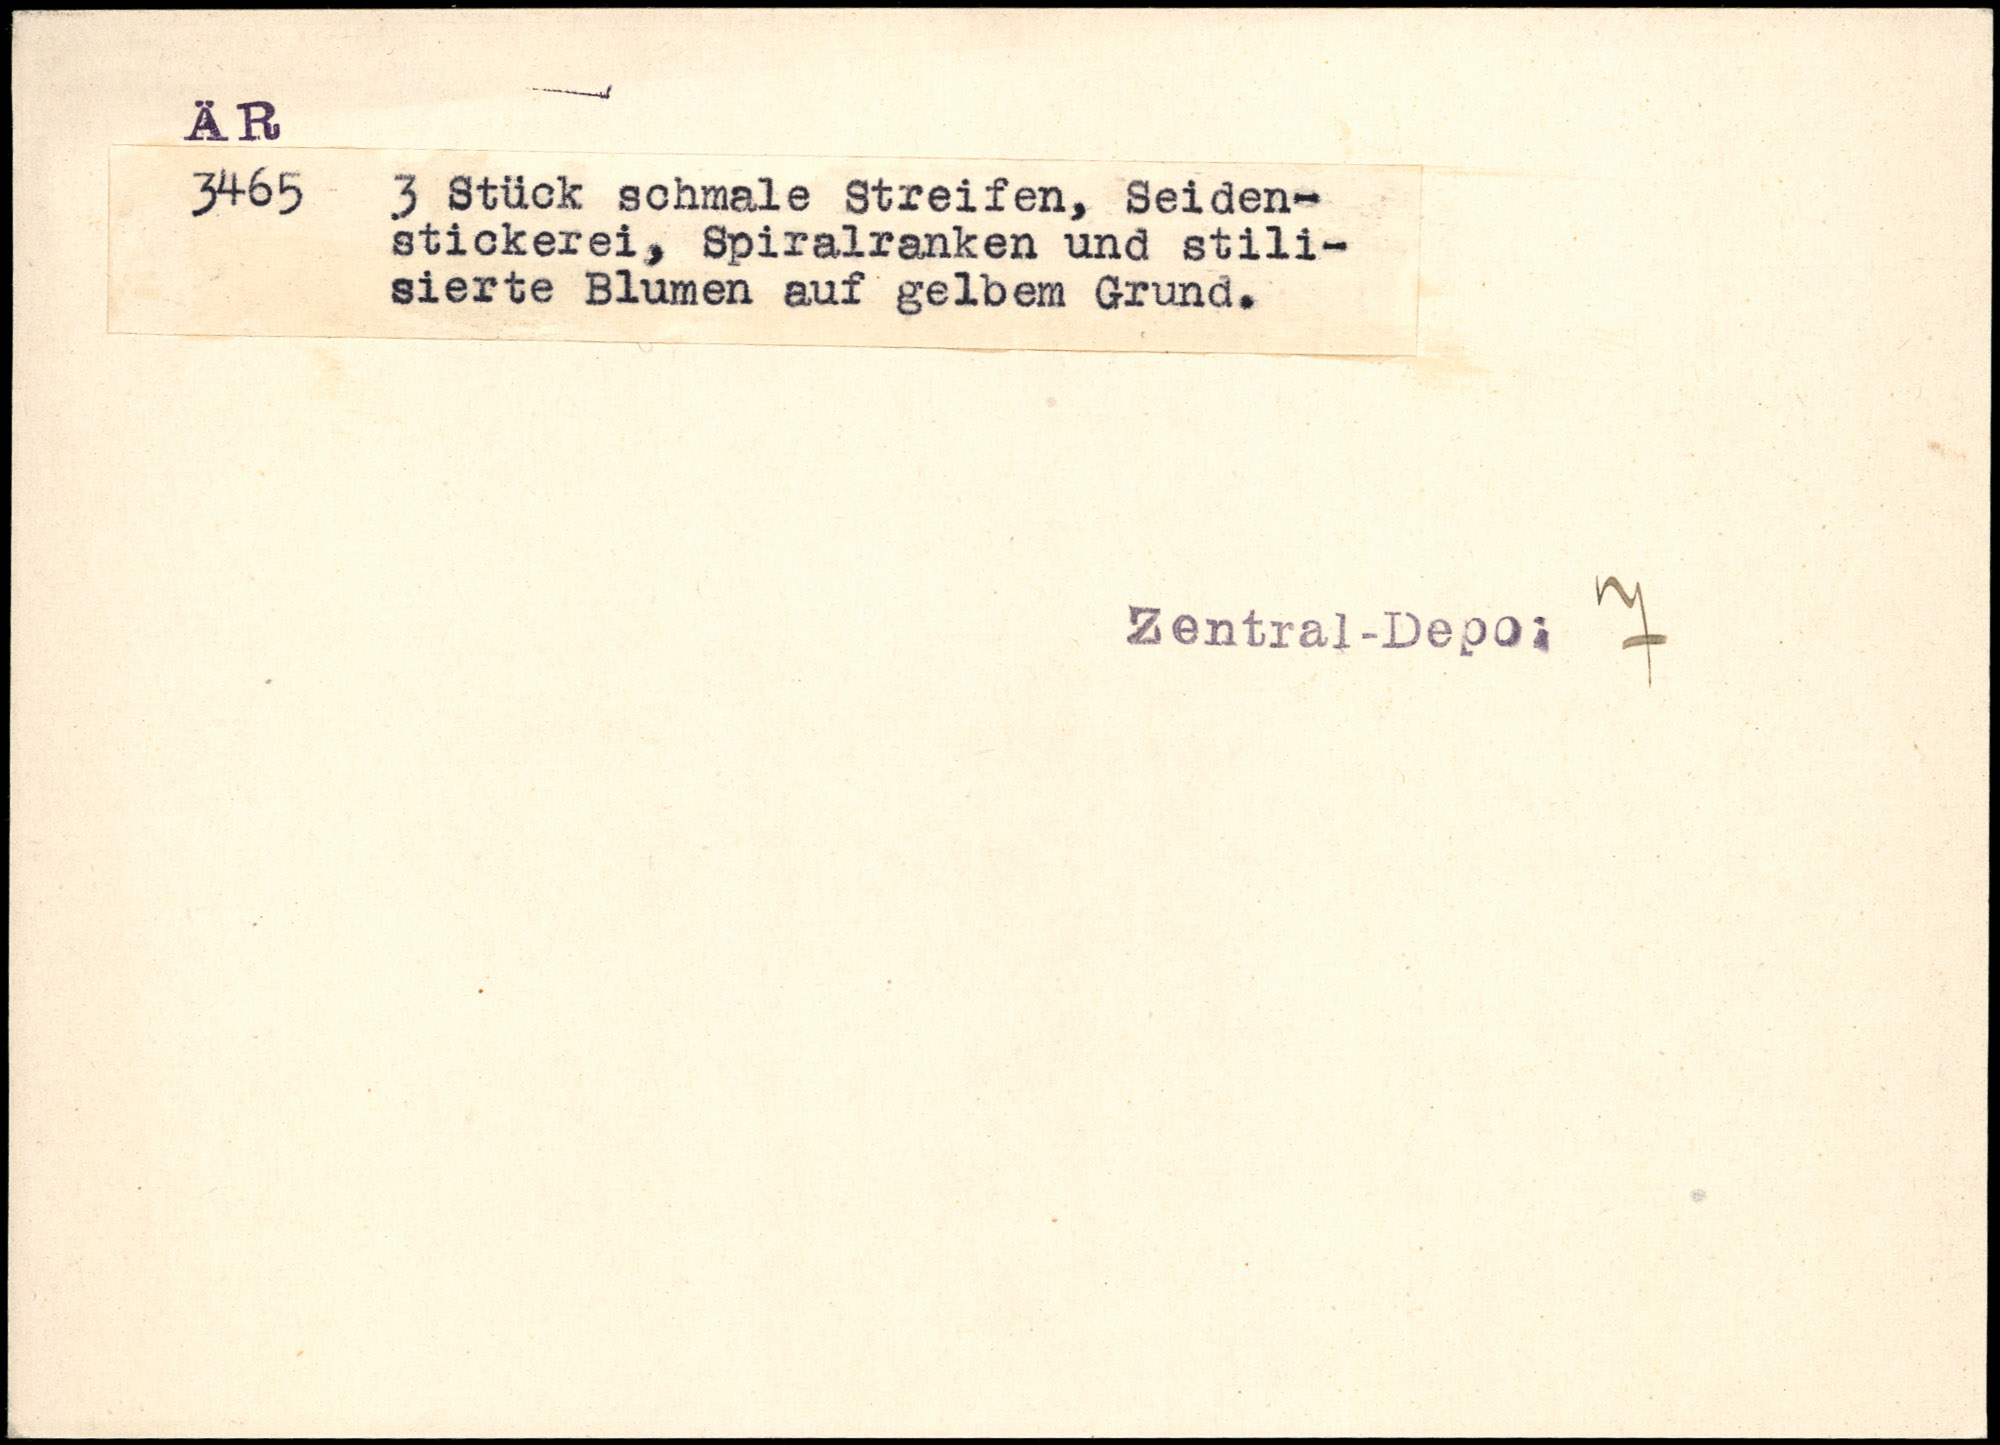 ÄR
3465 3 Stück schmale Streifen, Seiden-
stickerei, Spiralranken und stili-
sierte Blumen auf gelbem Grund.
Zentral-Depot 7